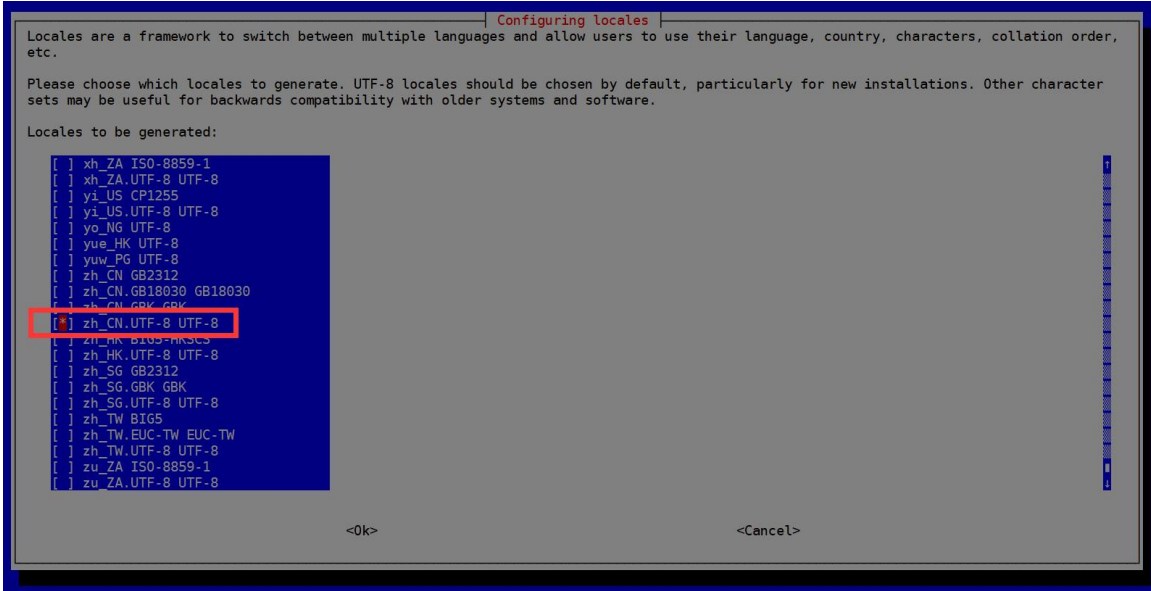 Configuring locales
Locales are a framework to switch between multiple languages and allow users to use their language, country, characters, collation order,
etc.
Please choose which locales to generate. UTF-8 locales should be chosen by default, particularly for new installations. Other character
sets may be useful for backwards compatibility with older systems and software.
Locales to be generated:
[ ] xh_ZA ISO-8859-1
[ ] xh_ZA.UTF-8 UTF-8
[ ] yi_US CP1255
[ ] yi_US.UTF-8 UTF-8
[ ] yo_NG UTF-8
[ ] yue_HK UTF-8
[ ] yuw_PG UTF-8
[ ] zh_CN GB2312
[ ] zh_CN.GB18030 GB18030
[ ] zh_CN.GBK GBK
[*] zh_CN.UTF-8 UTF-8
[ ] zh_HK BIG5-HKSCS
[ ] zh_HK.UTF-8 UTF-8
[ ] zh_SG GB2312
[ ] zh_SG.GBK GBK
[ ] zh_SG.UTF-8 UTF-8
[ ] zh_TW BIG5
[ ] zh_TW.EUC-TW EUC-TW
[ ] zh_TW.UTF-8 UTF-8
[ ] zu_ZA ISO-8859-1
[ ] zu_ZA.UTF-8 UTF-8
<Ok> <Cancel>